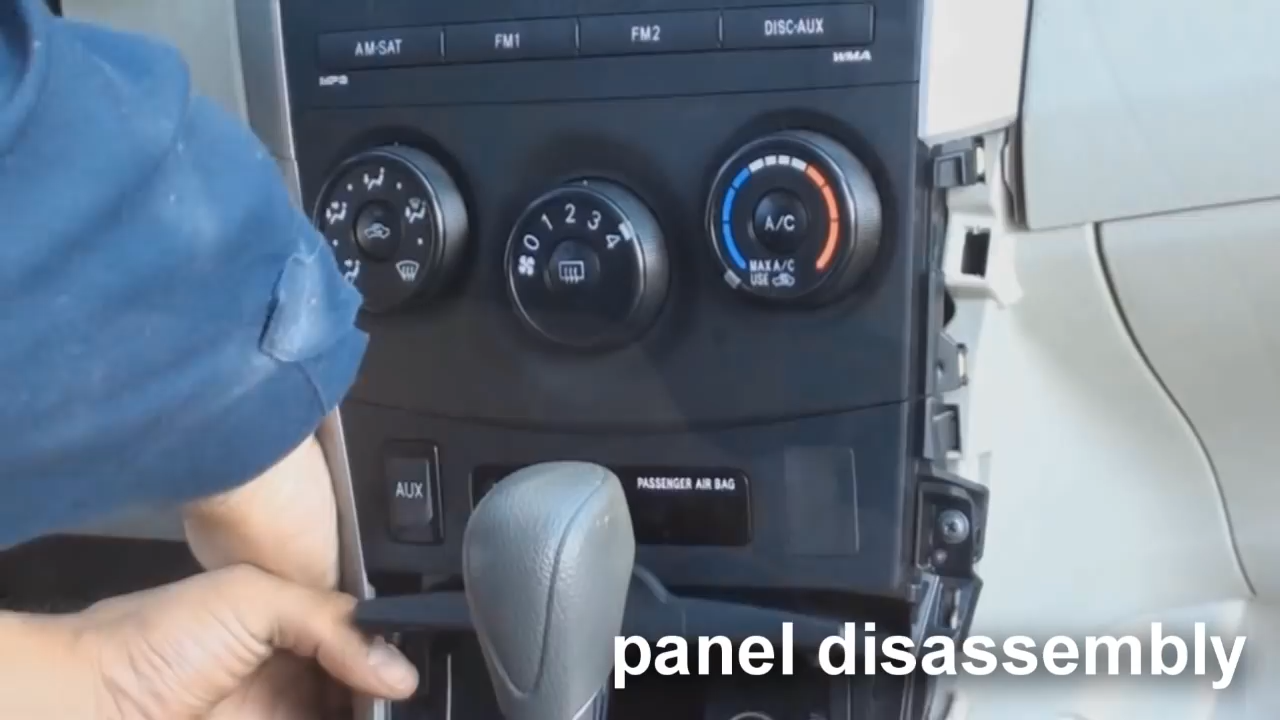 AM·SAT FM1 FM2 DISC·AUX
MP3 WMA
0 1 2 3 4
A/C
MAX A/C
USE
AUX
PASSENGER AIR BAG
panel disassembly